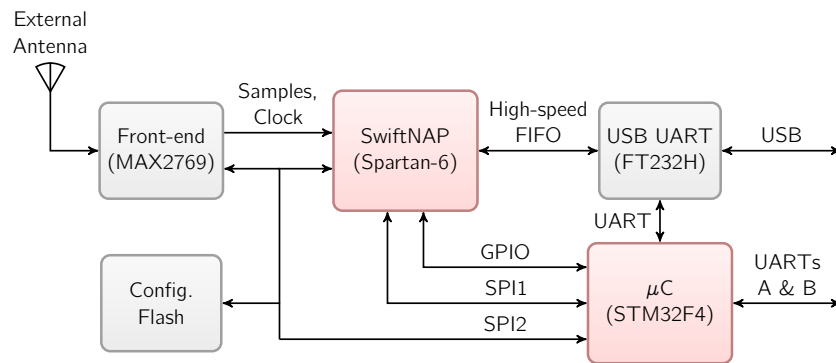 External
Antenna
Front-end
(MAX2769)
Samples,
Clock
SwiftNAP
(Spartan-6)
High-speed
FIFO
USB UART
(FT232H)
USB
UART
Config.
Flash
GPIO
SPI1
SPI2
μC
(STM32F4)
UARTs
A & B